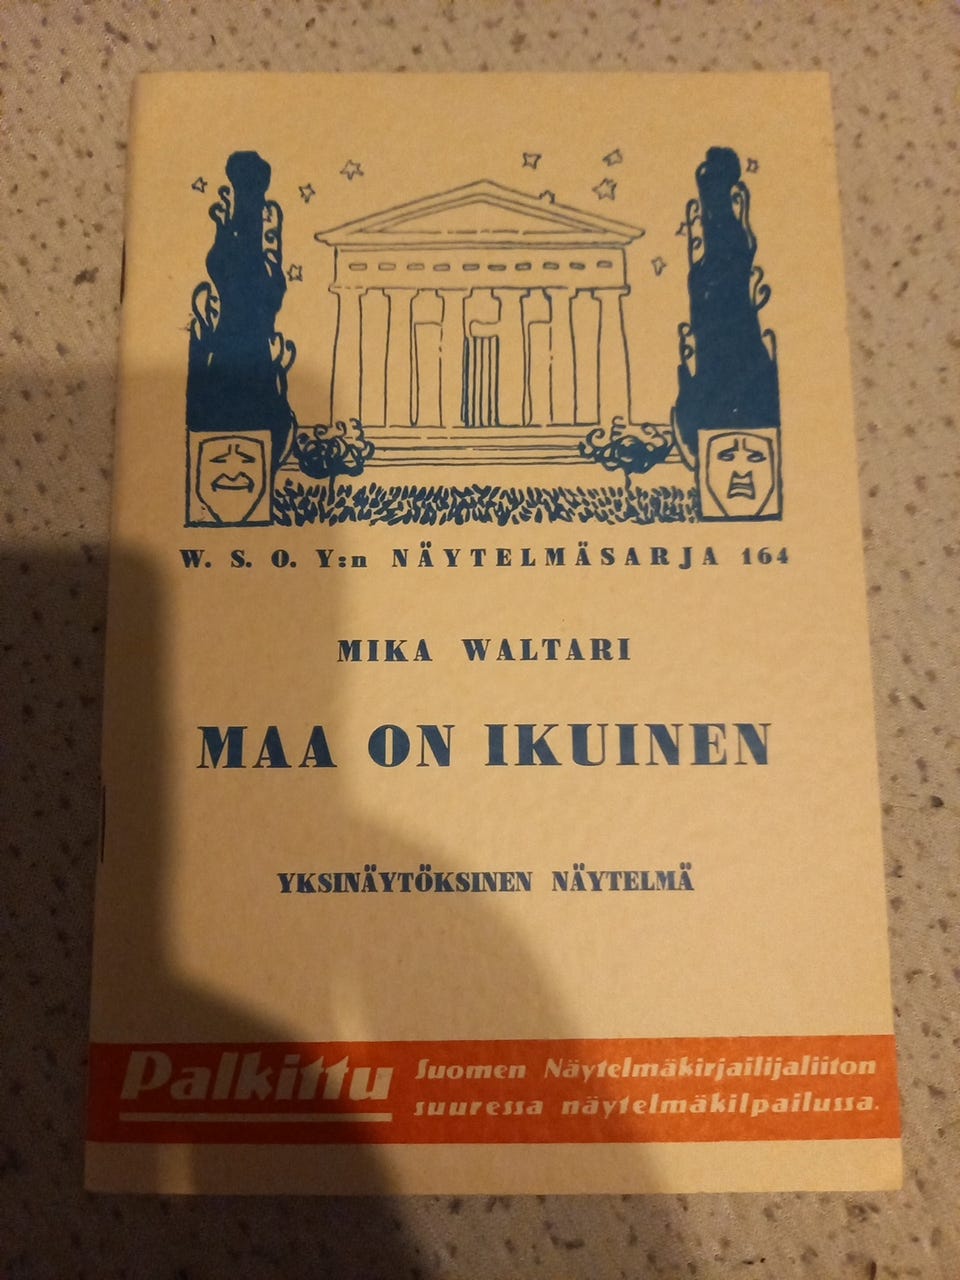 W. S. O. Y:n NÄYTELMÄSARJA 164
MIKA WALTARI
MAA ON IKUINEN
YKSINÄYTÖKSINEN NÄYTELMÄ
Palkittu
Suomen Näytelmäkirjailijaliiton
suuressa näytelmäkilpailussa.